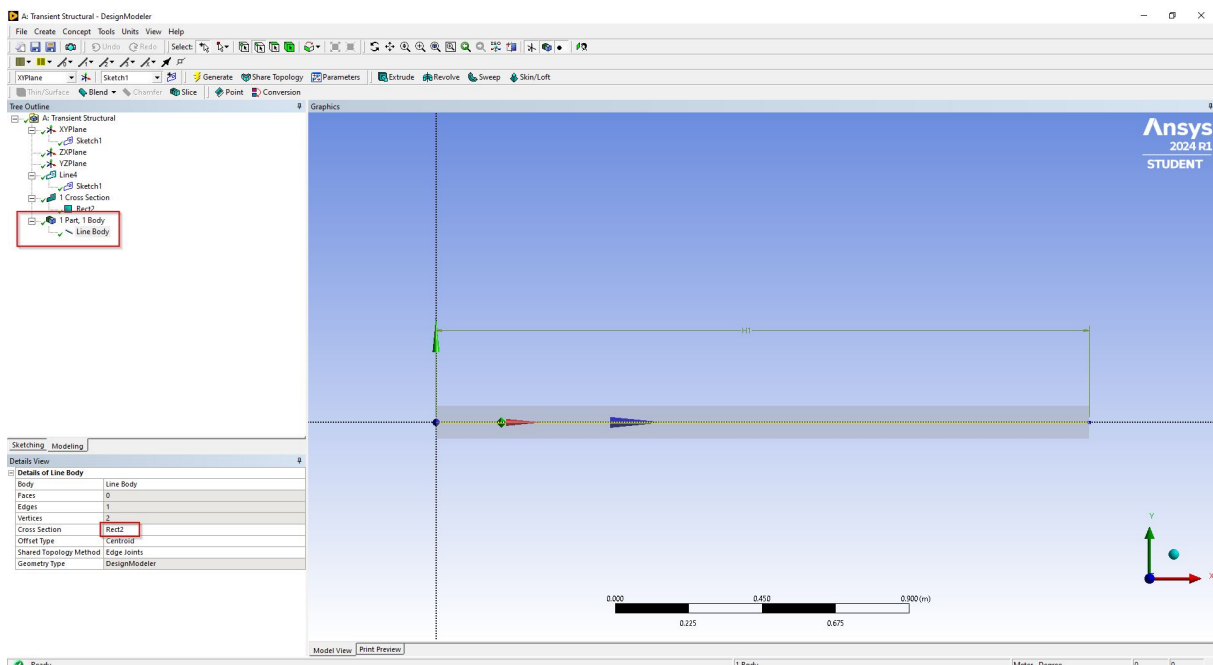 A: Transient Structural - DesignModeler
File Create Concept Tools Units View Help
Undo Redo Select:
XYPlane Sketch1 Generate Share Topology Parameters Extrude Revolve Sweep Skin/Loft
Thin/Surface Blend Chamfer Slice Point Conversion
Tree Outline
A: Transient Structural
XYPlane
Sketch1
ZXPlane
YZPlane
Line4
Sketch1
1 Cross Section
Rect2
1 Part, 1 Body
Line Body
Sketching Modeling
Details View
Details of Line Body
Body Line Body
Faces 0
Edges 1
Vertices 2
Cross Section Rect2
Offset Type Centroid
Shared Topology Method Edge Joints
Geometry Type DesignModeler
Graphics
Ansys
2024 R1
STUDENT
H1
Y
X
0.000 0.450 0.900 (m)
0.225 0.675
Model View Print Preview
Ready 1 Body Meter Degree 0 0